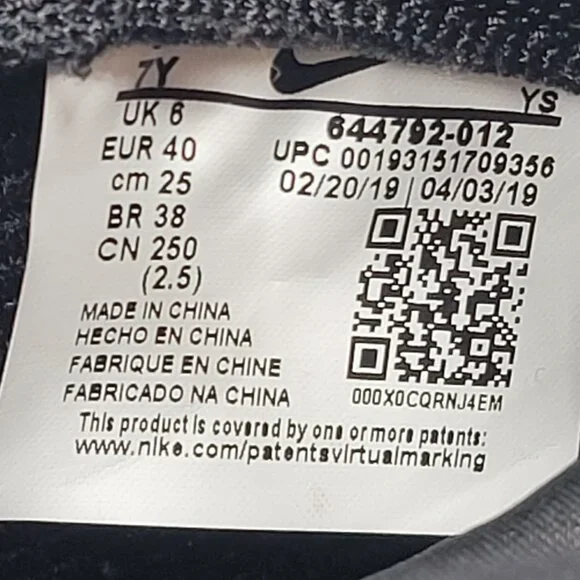 7Y
UK 6
EUR 40
cm 25
BR 38
CN 250
(2.5)
MADE IN CHINA
HECHO EN CHINA
FABRIQUE EN CHINE
FABRICADO NA CHINA
YS
644792-012
UPC 00193151709356
02/20/19 | 04/03/19
000X0CQRNJ4EM
This product is covered by one or more patents:
www.nike.com/patentsvirtualmarking